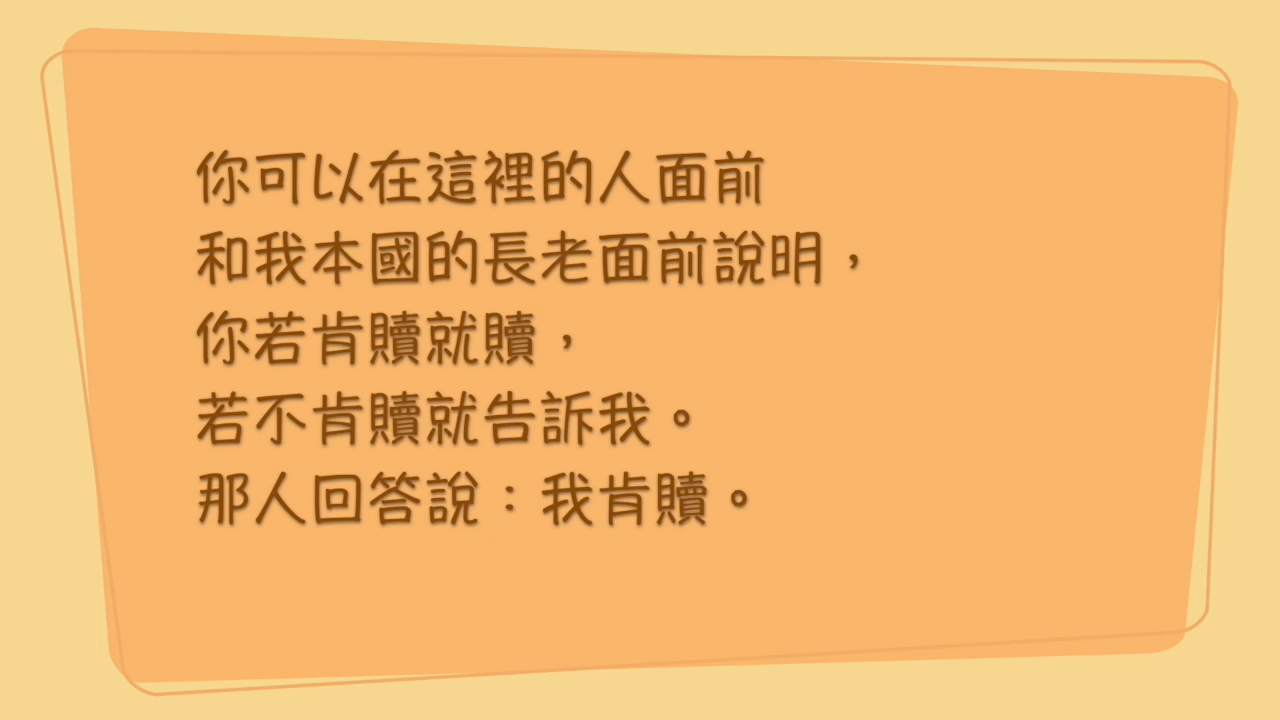 你可以在這裡的人面前
和我本國的長老面前說明，
你若肯贖就贖，
若不肯贖就告訴我。
那人回答說：我肯贖。